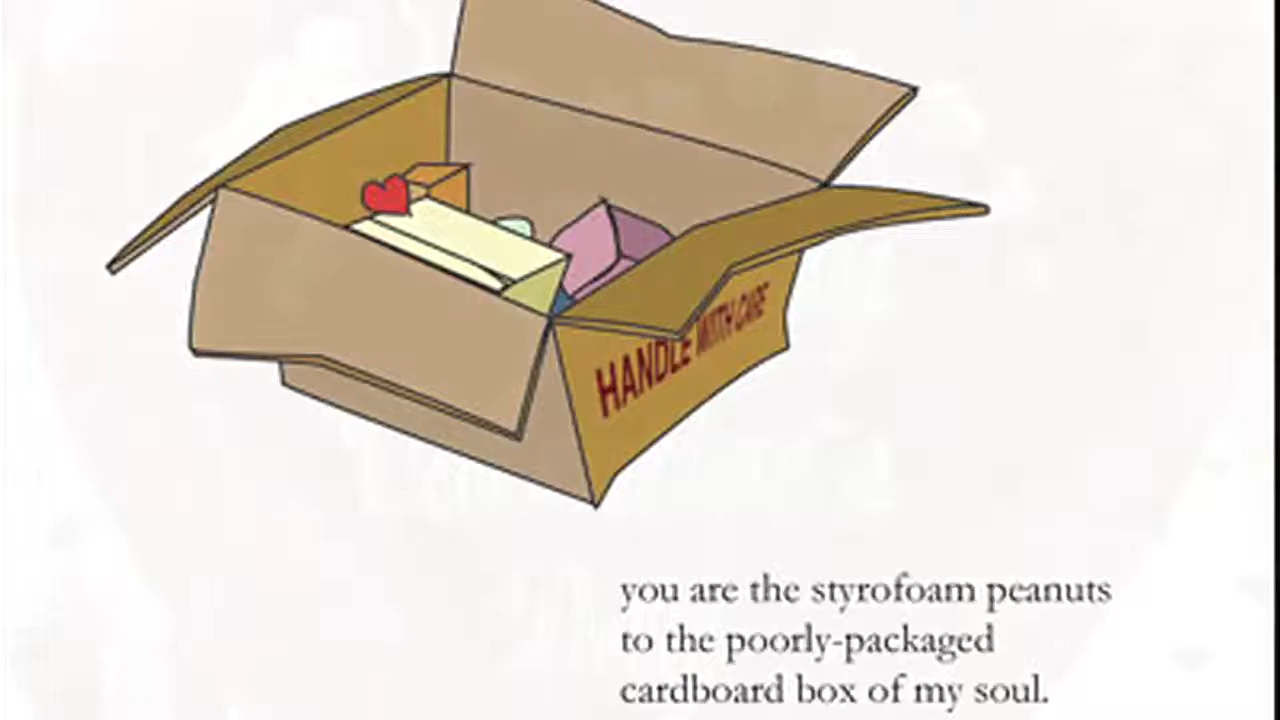 HANDLE WITH CARE
you are the styrofoam peanuts
to the poorly-packaged
cardboard box of my soul.